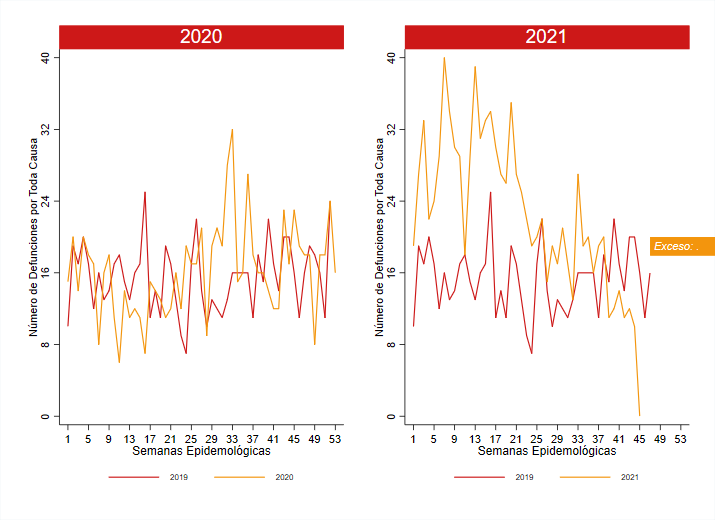 2020
Número de Defunciones por Toda Causa
40
32
24
16
8
0
1 5 9 13 17 21 25 29 33 37 41 45 49 53
Semanas Epidemológicas
2019 2020
2021
Número de Defunciones por Toda Causa
40
32
24
16
8
0
1 5 9 13 17 21 25 29 33 37 41 45 49 53
Semanas Epidemológicas
2019 2021
Exceso: .